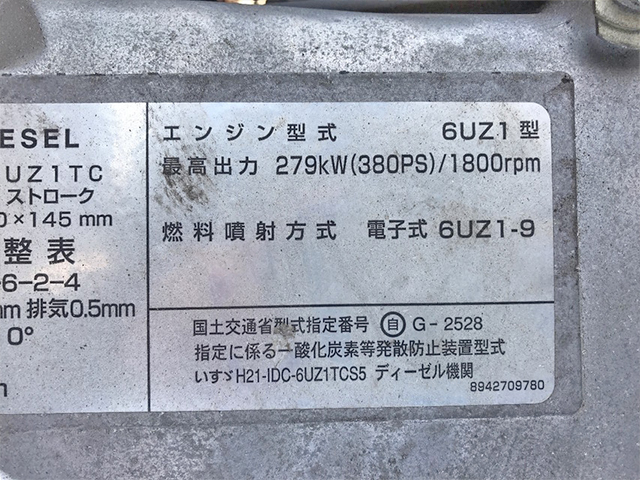 ESEL
UZ1TC
ストローク
0×145 mm
整表
6-2-4
mm 排気0.5mm
0°
エンジン型式 6UZ1型
最高出力 279kW(380PS)/1800rpm
燃料噴射方式 電子式 6UZ1-9
国土交通省型式指定番号 自 G-2528
指定に係る一酸化炭素等発散防止装置型式
いすゞH21-IDC-6UZ1TCS5 ディーゼル機関
8942709780